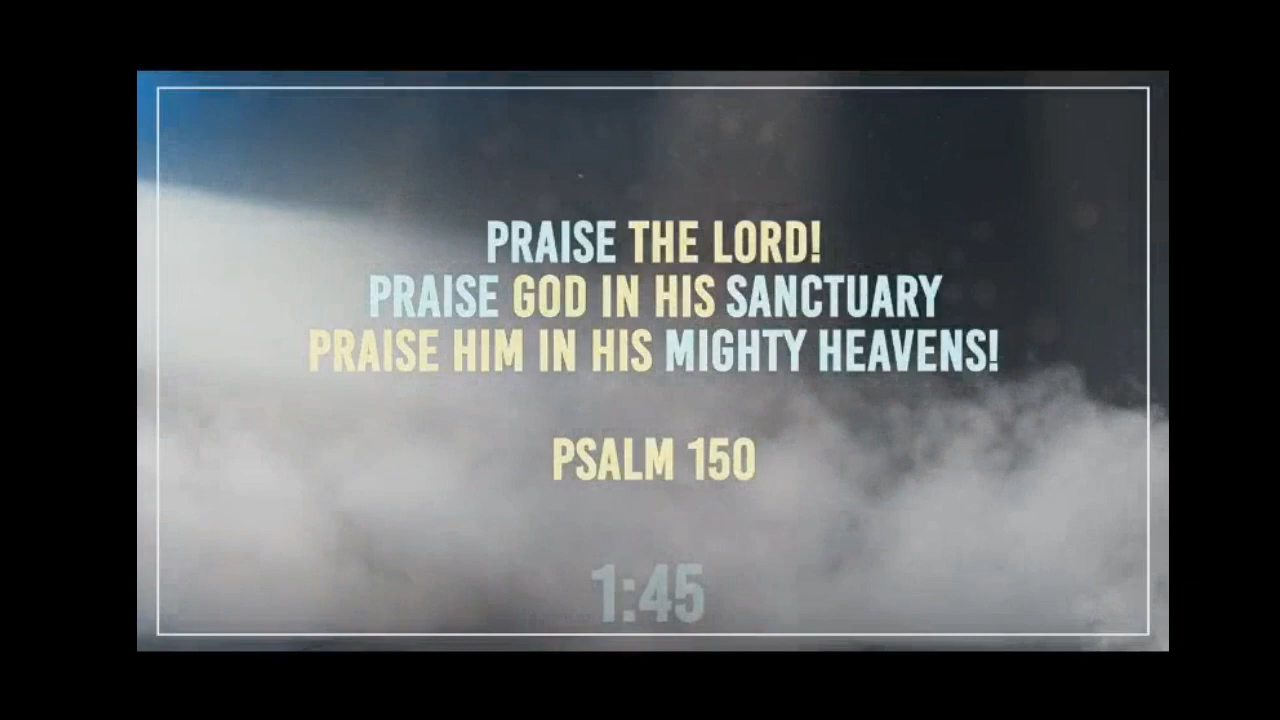 PRAISE THE LORD!
PRAISE GOD IN HIS SANCTUARY
PRAISE HIM IN HIS MIGHTY HEAVENS!
PSALM 150
1:45